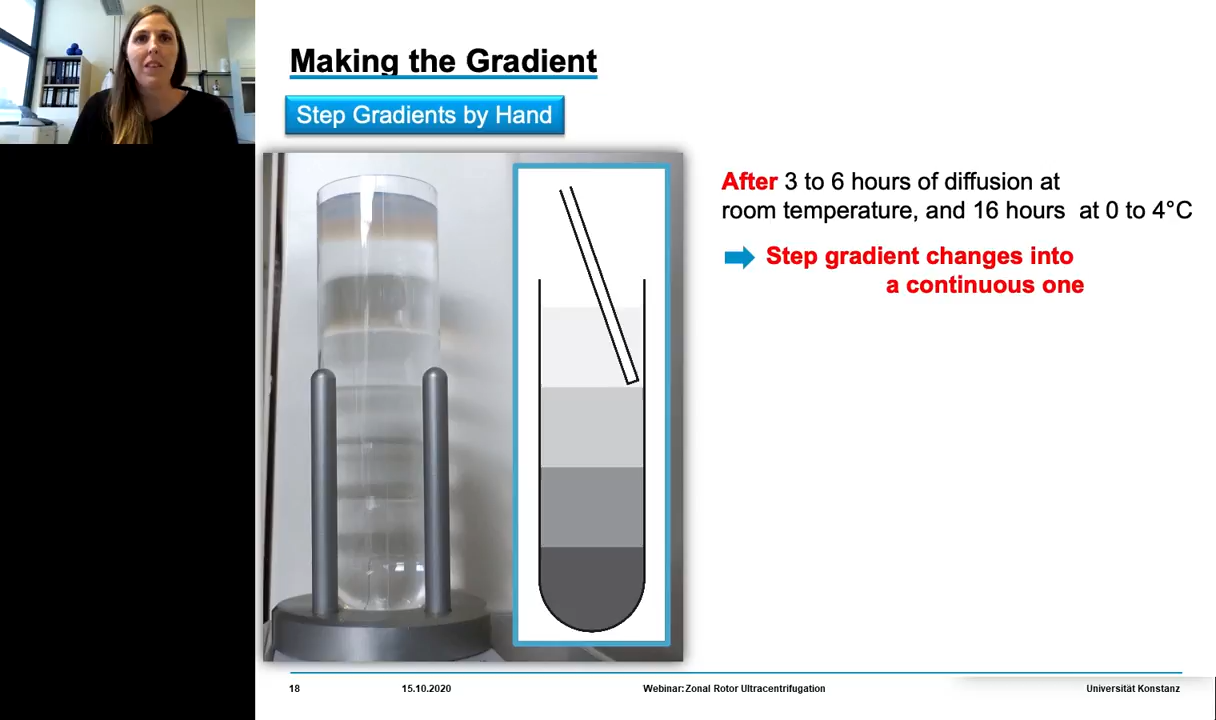 Making the Gradient
Step Gradients by Hand
After 3 to 6 hours of diffusion at
room temperature, and 16 hours at 0 to 4°C
Step gradient changes into
a continuous one
18
15.10.2020
Webinar: Zonal Rotor Ultracentrifugation
Universität Konstanz